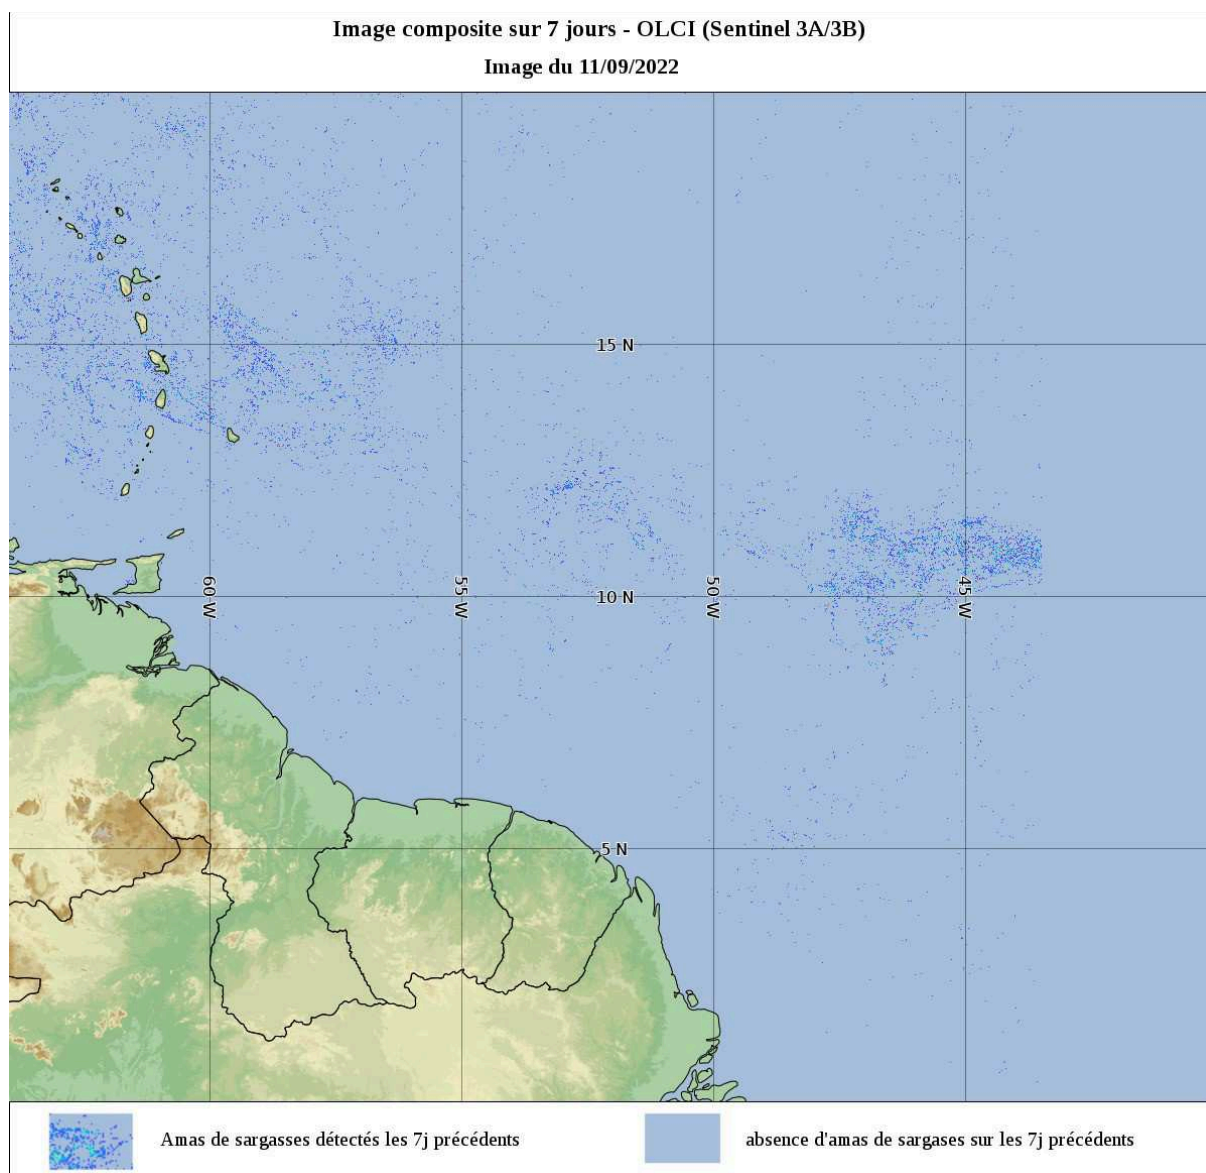 Image composite sur 7 jours - OLCI (Sentinel 3A/3B)
Image du 11/09/2022
15 N
60 W
55 W
10 N
50 W
45 W
5 N
Amas de sargasses détectés les 7j précédents
absence d'amas de sargases sur les 7j précédents